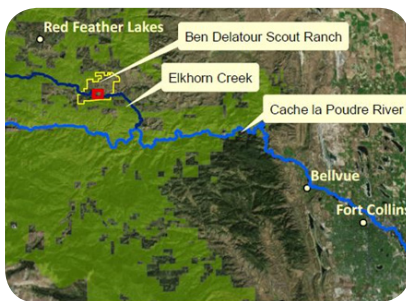 Red Feather Lakes
Ben Delatour Scout Ranch
Elkhorn Creek
Cache la Poudre River
Bellvue
Fort Collins